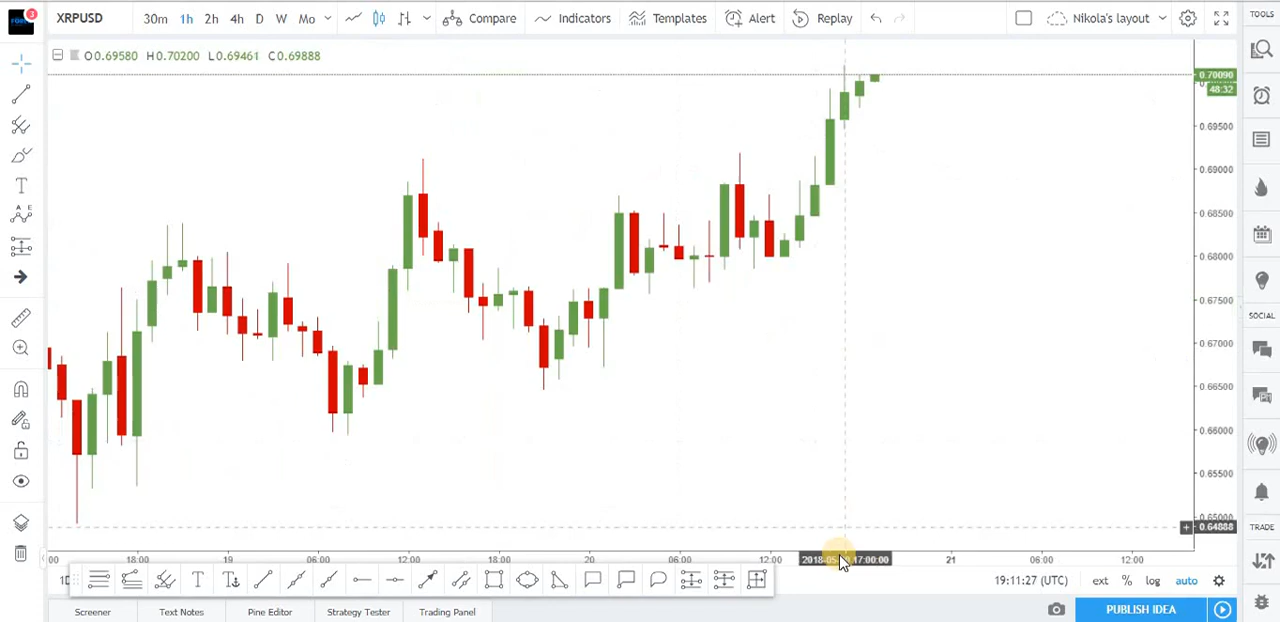 3
XRPUSD 30m 1h 2h 4h D W Mo Compare Indicators Templates Alert Replay Nikola's layout
TOOLS
O0.69580 H0.70200 L0.69461 C0.69888
0.70090
48:32
0.69500
0.69000
0.68500
0.68000
0.67500
0.67000
0.66500
0.66000
0.65500
0.65000
0.64888
SOCIAL
TRADE
18:00 19 06:00 12:00 18:00 20 06:00 12:00 17:00:00 21 06:00 12:00
T T
19:11:27 (UTC) ext % log auto
Screener Text Notes Pine Editor Strategy Tester Trading Panel PUBLISH IDEA